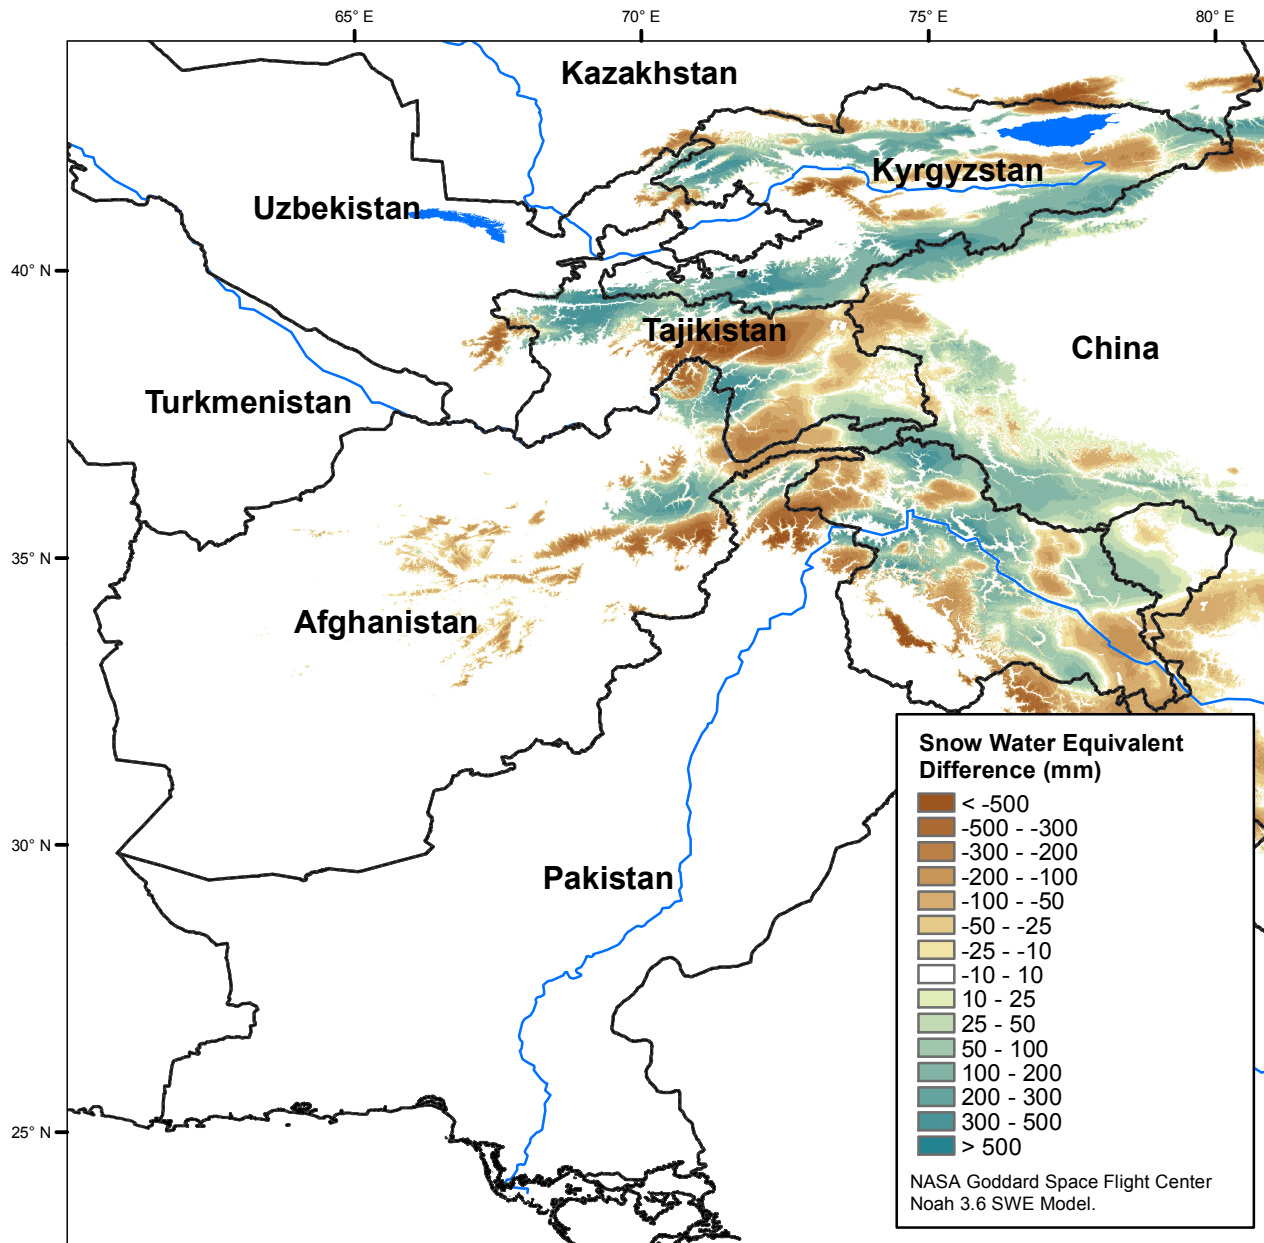 65° E
70° E
75° E
80° E
Kazakhstan
Kyrgyzstan
Uzbekistan
40° N
Tajikistan
China
Turkmenistan
35° N
Afghanistan
30° N
Pakistan
25° N
Snow Water Equivalent
Difference (mm)
< -500
-500 - -300
-300 - -200
-200 - -100
-100 - -50
-50 - -25
-25 - -10
-10 - 10
10 - 25
25 - 50
50 - 100
100 - 200
200 - 300
300 - 500
> 500
NASA Goddard Space Flight Center
Noah 3.6 SWE Model.